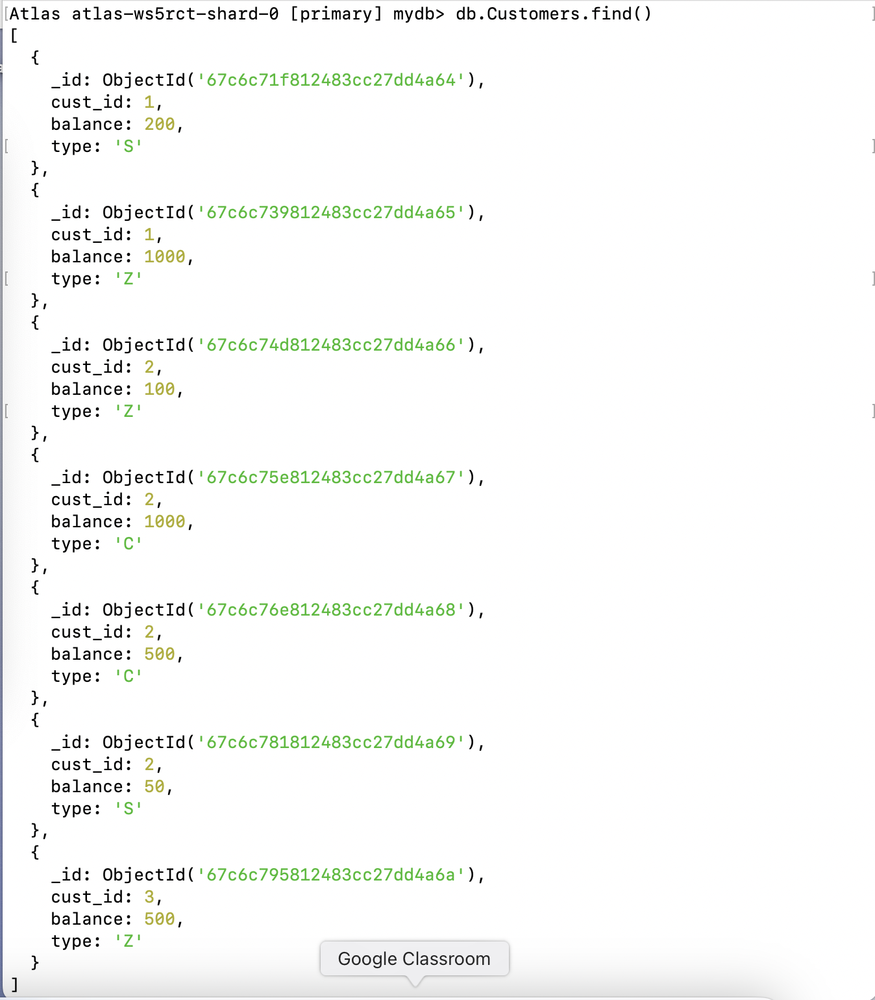 [Atlas atlas-ws5rct-shard-0 [primary] mydb> db.Customers.find() ]
[
  {
    _id: ObjectId('67c6c71f812483cc27dd4a64'),
    cust_id: 1,
    balance: 200,
[   type: 'S' ]
  },
  {
    _id: ObjectId('67c6c739812483cc27dd4a65'),
    cust_id: 1,
    balance: 1000,
[   type: 'Z' ]
  },
  {
    _id: ObjectId('67c6c74d812483cc27dd4a66'),
    cust_id: 2,
    balance: 100,
[   type: 'Z' ]
  },
  {
    _id: ObjectId('67c6c75e812483cc27dd4a67'),
    cust_id: 2,
    balance: 1000,
    type: 'C'
  },
  {
    _id: ObjectId('67c6c76e812483cc27dd4a68'),
    cust_id: 2,
    balance: 500,
    type: 'C'
  },
  {
    _id: ObjectId('67c6c781812483cc27dd4a69'),
    cust_id: 2,
    balance: 50,
    type: 'S'
  },
  {
    _id: ObjectId('67c6c795812483cc27dd4a6a'),
    cust_id: 3,
    balance: 500,
    type: 'Z'
  }
Google Classroom
]